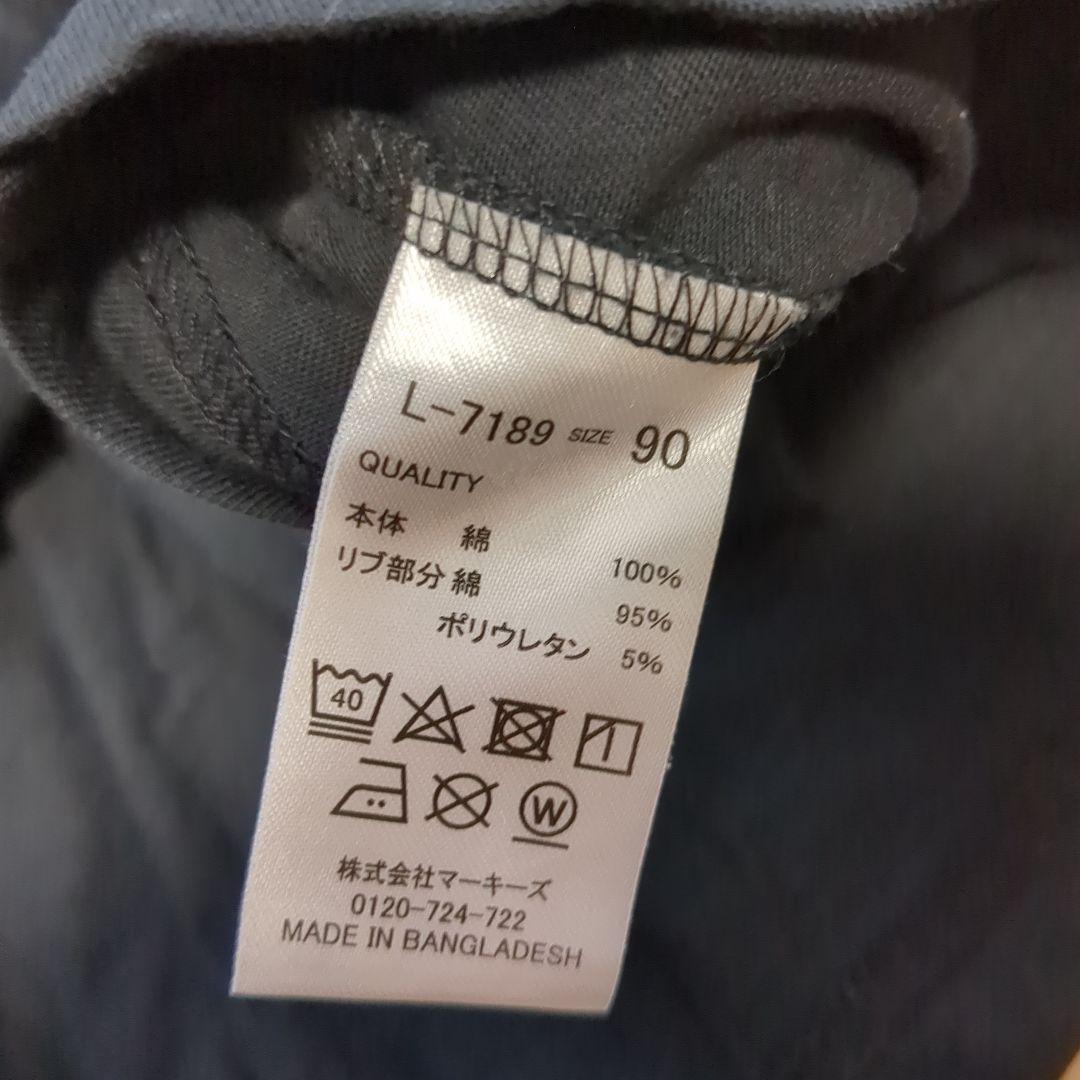 L-7189 SIZE 90
QUALITY
本体 綿 100%
リブ部分 綿 95%
ポリウレタン 5%
40
W
株式会社マーキーズ
0120-724-722
MADE IN BANGLADESH